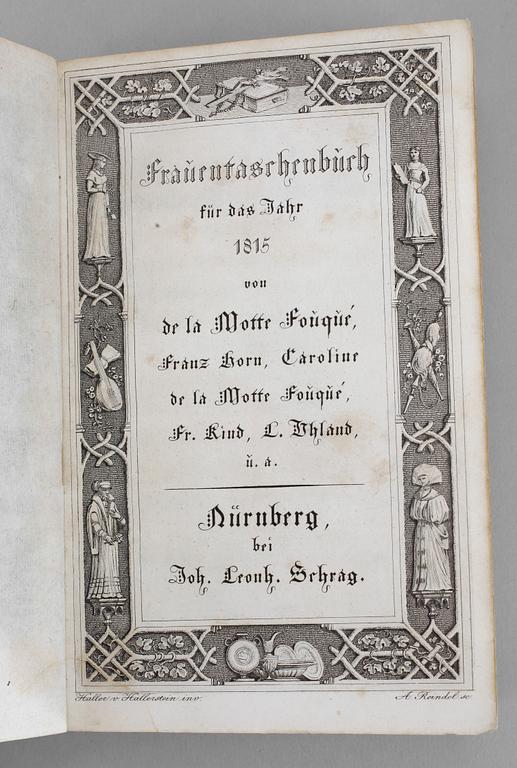 Frauentaschenbuch
für das Jahr
1815
von
de la Motte Fouqué,
Franz Horn, Caroline
de la Motte Fouqué,
Fr. Kind, L. Uhland,
u. a.
Nürnberg,
bei
Joh. Leonh. Schrag.
Haller v. Hallerstein inv.
A. Reindel sc.